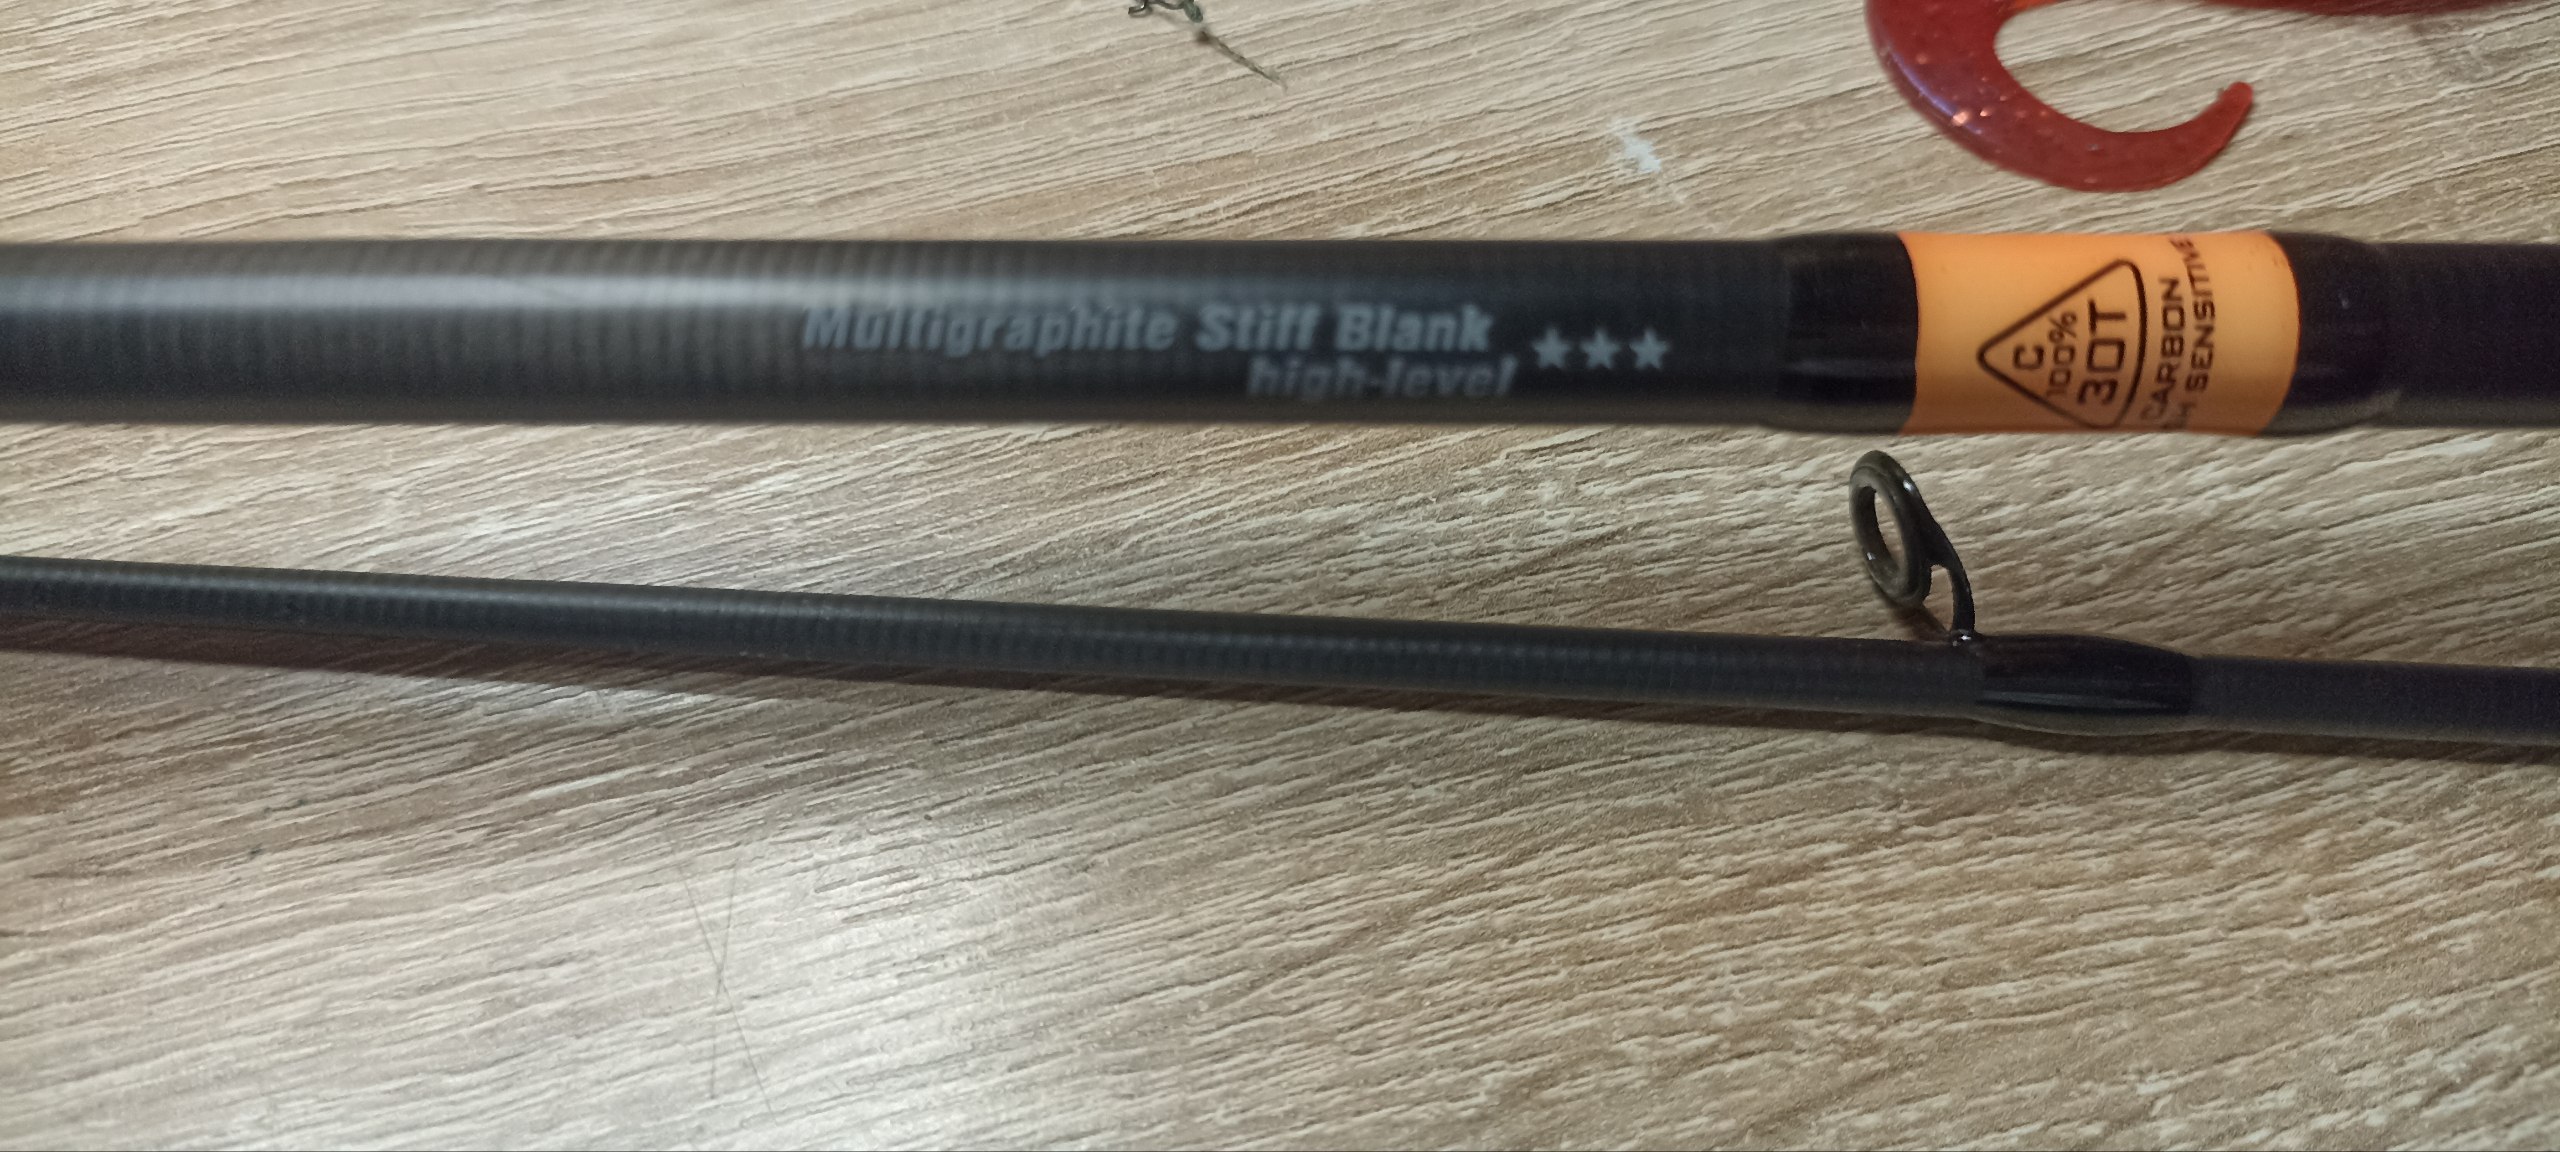 Multigraphite Stiff Blank ★★★
high-level
C
100%
30T
CARBON
SENSITIVE